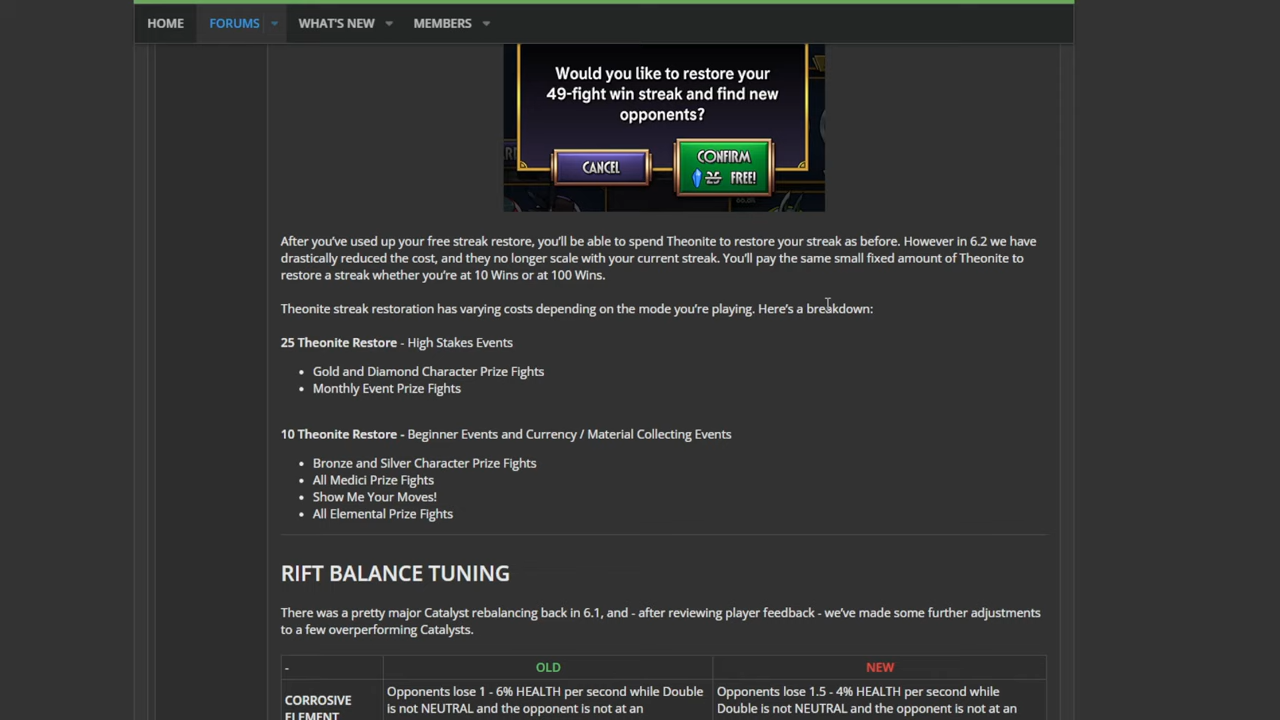 HOME
FORUMS
WHAT'S NEW
MEMBERS
Would you like to restore your
49-fight win streak and find new
opponents?
CANCEL
CONFIRM
25 FREE!
After you've used up your free streak restore, you'll be able to spend Theonite to restore your streak as before. However in 6.2 we have
drastically reduced the cost, and they no longer scale with your current streak. You'll pay the same small fixed amount of Theonite to
restore a streak whether you're at 10 Wins or at 100 Wins.
Theonite streak restoration has varying costs depending on the mode you're playing. Here's a breakdown:
25 Theonite Restore - High Stakes Events
• Gold and Diamond Character Prize Fights
• Monthly Event Prize Fights
10 Theonite Restore - Beginner Events and Currency / Material Collecting Events
• Bronze and Silver Character Prize Fights
• All Medici Prize Fights
• Show Me Your Moves!
• All Elemental Prize Fights
RIFT BALANCE TUNING
There was a pretty major Catalyst rebalancing back in 6.1, and - after reviewing player feedback - we've made some further adjustments
to a few overperforming Catalysts.
- OLD NEW
CORROSIVE
ELEMENT
Opponents lose 1 - 6% HEALTH per second while Double
is not NEUTRAL and the opponent is not at an
Opponents lose 1.5 - 4% HEALTH per second while
Double is not NEUTRAL and the opponent is not at an